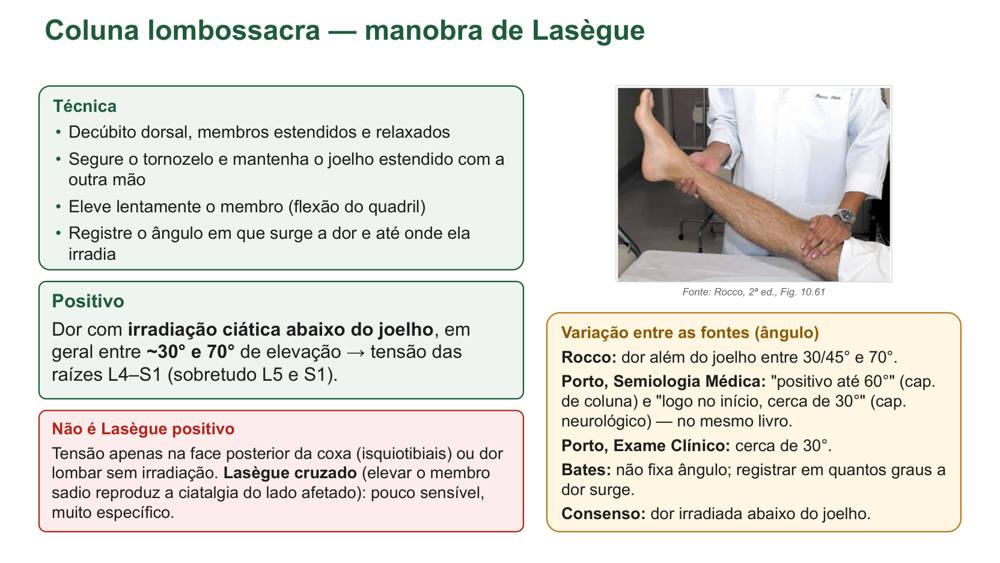 Coluna lombossacra — manobra de Lasègue
Técnica
• Decúbito dorsal, membros estendidos e relaxados
• Segure o tornozelo e mantenha o joelho estendido com a
outra mão
• Eleve lentamente o membro (flexão do quadril)
• Registre o ângulo em que surge a dor e até onde ela
irradia
Positivo
Dor com irradiação ciática abaixo do joelho, em
geral entre ~30° e 70° de elevação → tensão das
raízes L4–S1 (sobretudo L5 e S1).
Não é Lasègue positivo
Tensão apenas na face posterior da coxa (isquiotibiais) ou dor
lombar sem irradiação. Lasègue cruzado (elevar o membro
sadio reproduz a ciatalgia do lado afetado): pouco sensível,
muito específico.
Fonte: Rocco, 2ª ed., Fig. 10.61
Variação entre as fontes (ângulo)
Rocco: dor além do joelho entre 30/45° e 70°.
Porto, Semiologia Médica: "positivo até 60°" (cap.
de coluna) e "logo no início, cerca de 30°" (cap.
neurológico) — no mesmo livro.
Porto, Exame Clínico: cerca de 30°.
Bates: não fixa ângulo; registrar em quantos graus a
dor surge.
Consenso: dor irradiada abaixo do joelho.